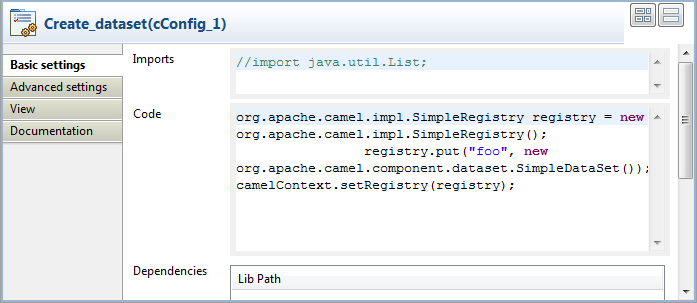 Create_dataset(cConfig_1)
Basic settings
Advanced settings
View
Documentation
Imports
//import java.util.List;
Code
org.apache.camel.impl.SimpleRegistry registry = new
org.apache.camel.impl.SimpleRegistry();
registry.put("foo", new
org.apache.camel.component.dataset.SimpleDataSet());
camelContext.setRegistry(registry);
Dependencies
Lib Path